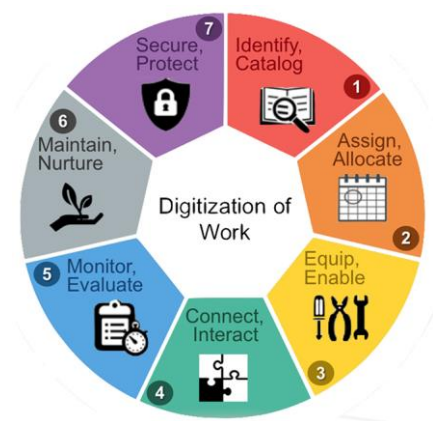 Identify,
Catalog
1
Assign,
Allocate
2
Equip,
Enable
3
Connect,
Interact
4
Monitor,
Evaluate
5
Maintain,
Nurture
6
Secure,
Protect
7
Digitization of
Work